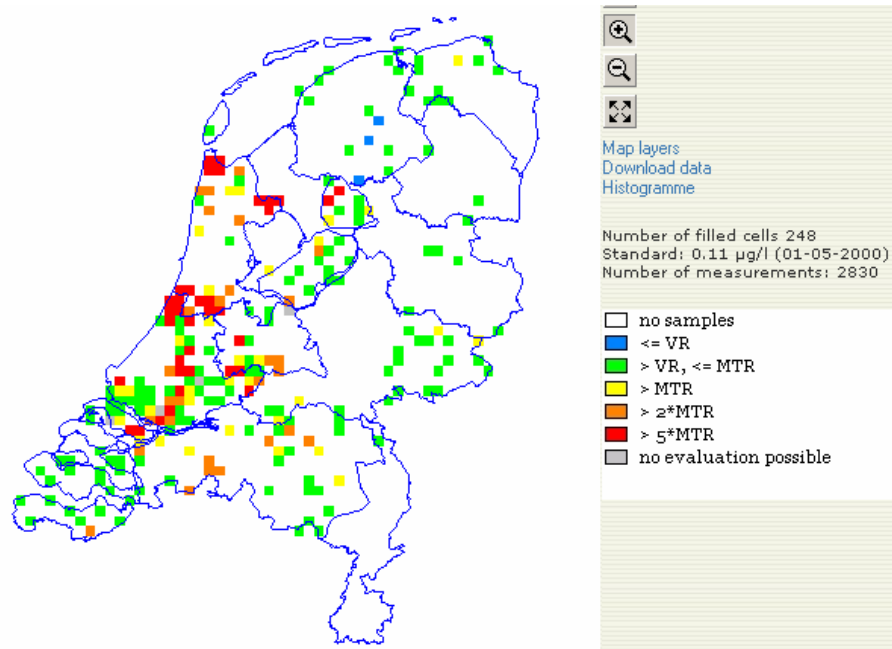 Map layers
Download data
Histogramme
Number of filled cells 248
Standard: 0.11 µg/l (01-05-2000)
Number of measurements: 2830
no samples
<= VR
> VR, <= MTR
> MTR
> 2*MTR
> 5*MTR
no evaluation possible